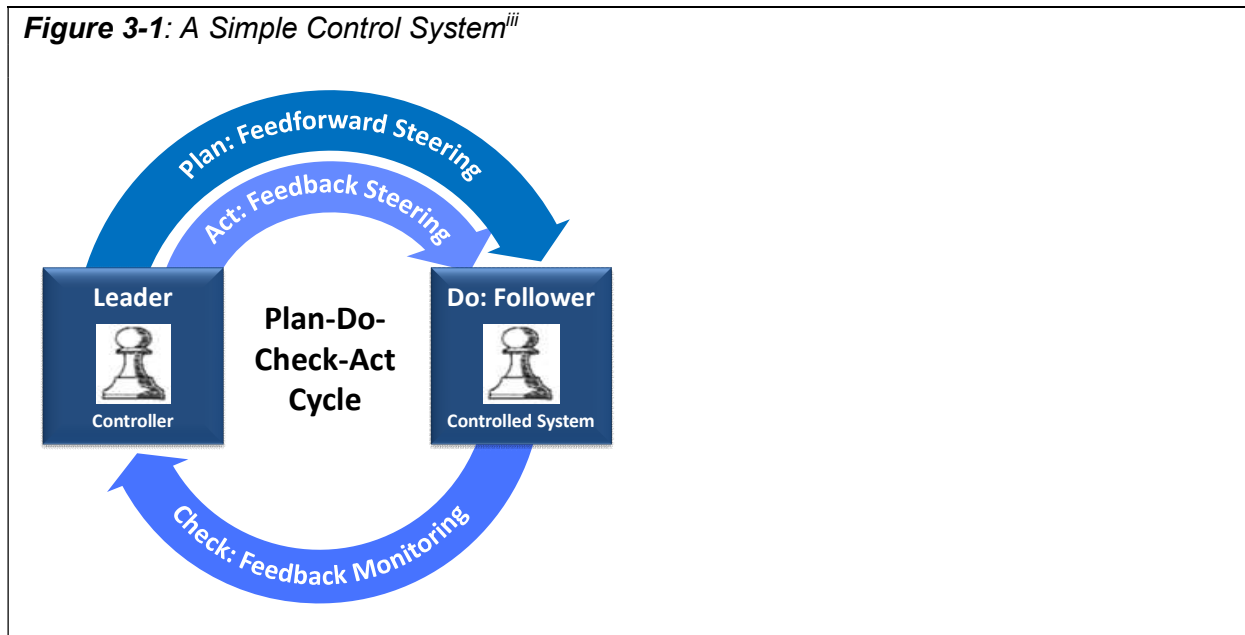 Figure 3-1: A Simple Control Systemiii
Plan: Feedforward Steering
Act: Feedback Steering
Leader
Controller
Plan-Do-
Check-Act
Cycle
Do: Follower
Controlled System
Check: Feedback Monitoring